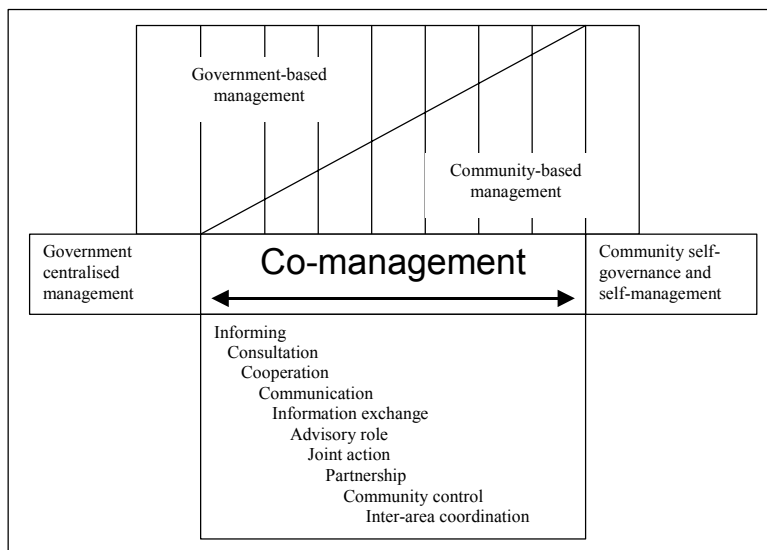 Government-based
management
Community-based
management
Government
centralised
management
Co-management
Community self-
governance and
self-management
Informing
Consultation
Cooperation
Communication
Information exchange
Advisory role
Joint action
Partnership
Community control
Inter-area coordination